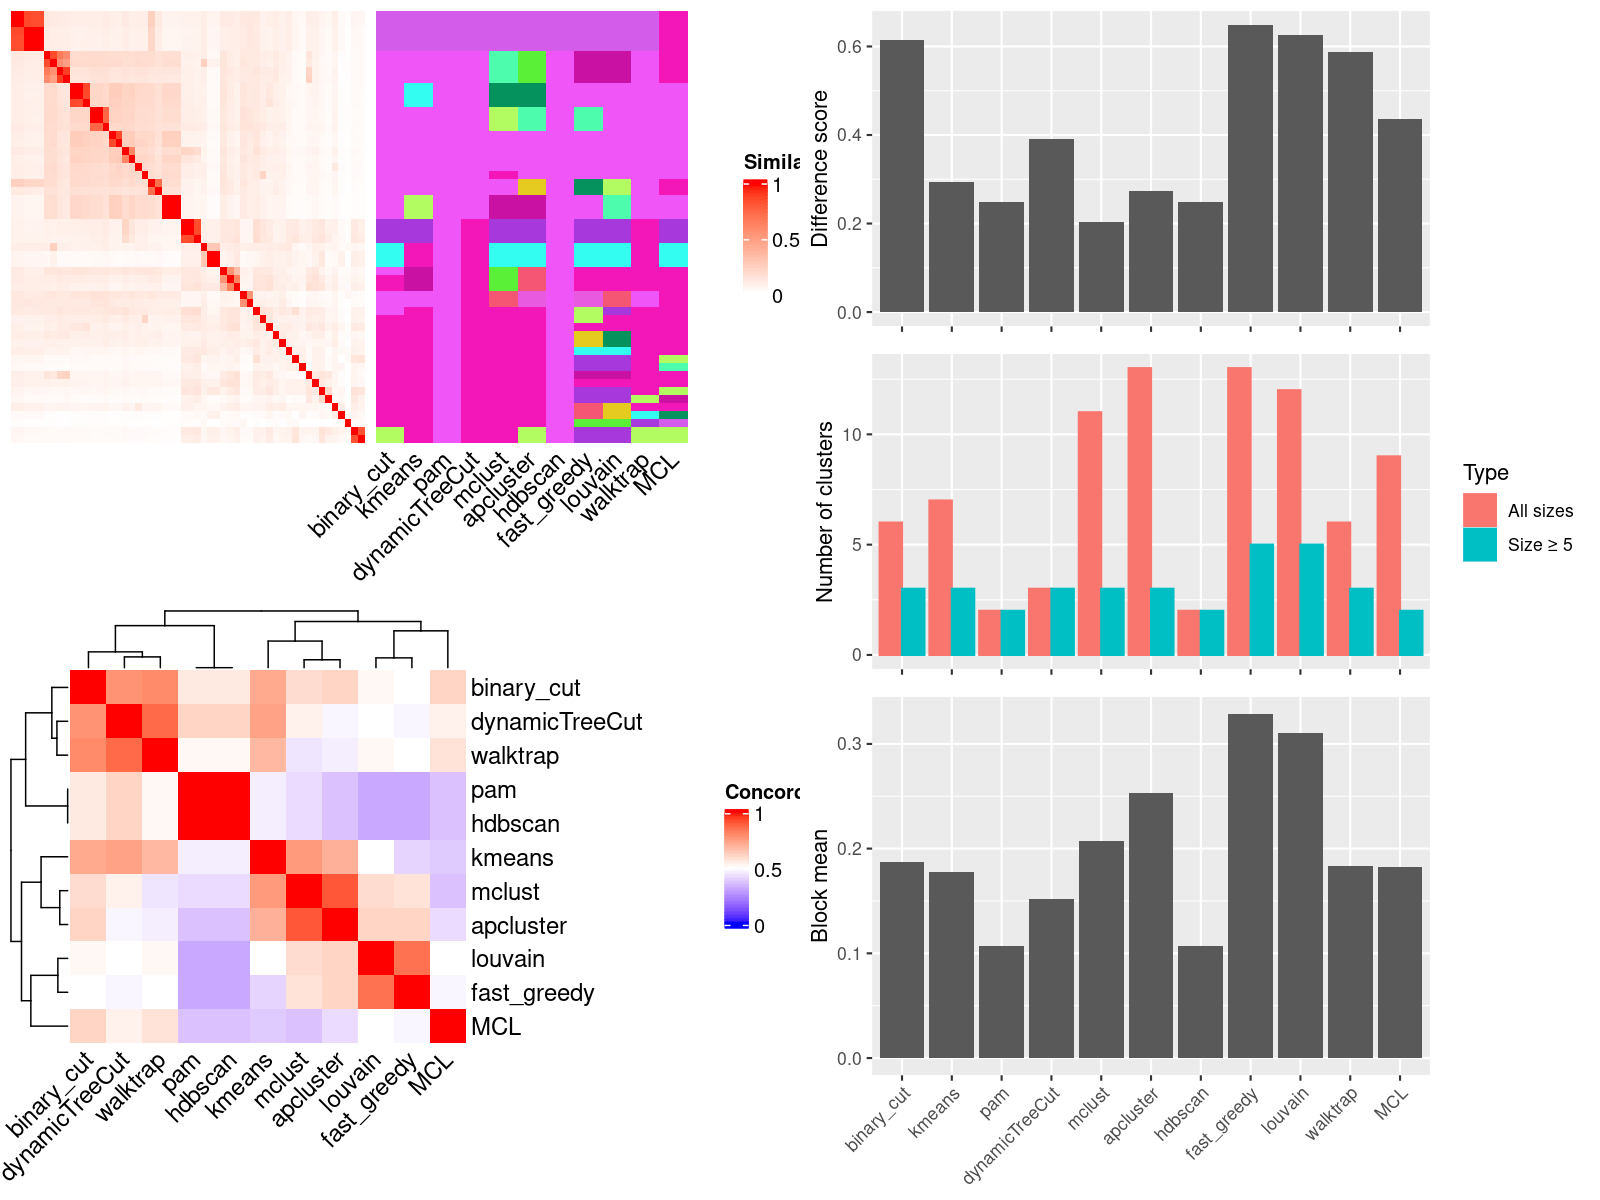 Simila
1
0.5
0
binary_cut
kmeans
pam
dynamicTreeCut
mclust
apcluster
hdbscan
fast_greedy
louvain
walktrap
MCL
binary_cut
dynamicTreeCut
walktrap
pam
hdbscan
kmeans
mclust
apcluster
louvain
fast_greedy
MCL
Concord
1
0.5
0
binary_cut
dynamicTreeCut
walktrap
pam
hdbscan
kmeans
mclust
apcluster
louvain
fast_greedy
MCL
Difference score
0.6
0.4
0.2
0.0
Number of clusters
10
5
0
Type
All sizes
Size ≥ 5
Block mean
0.3
0.2
0.1
0.0
binary_cut
kmeans
pam
dynamicTreeCut
mclust
apcluster
hdbscan
fast_greedy
louvain
walktrap
MCL